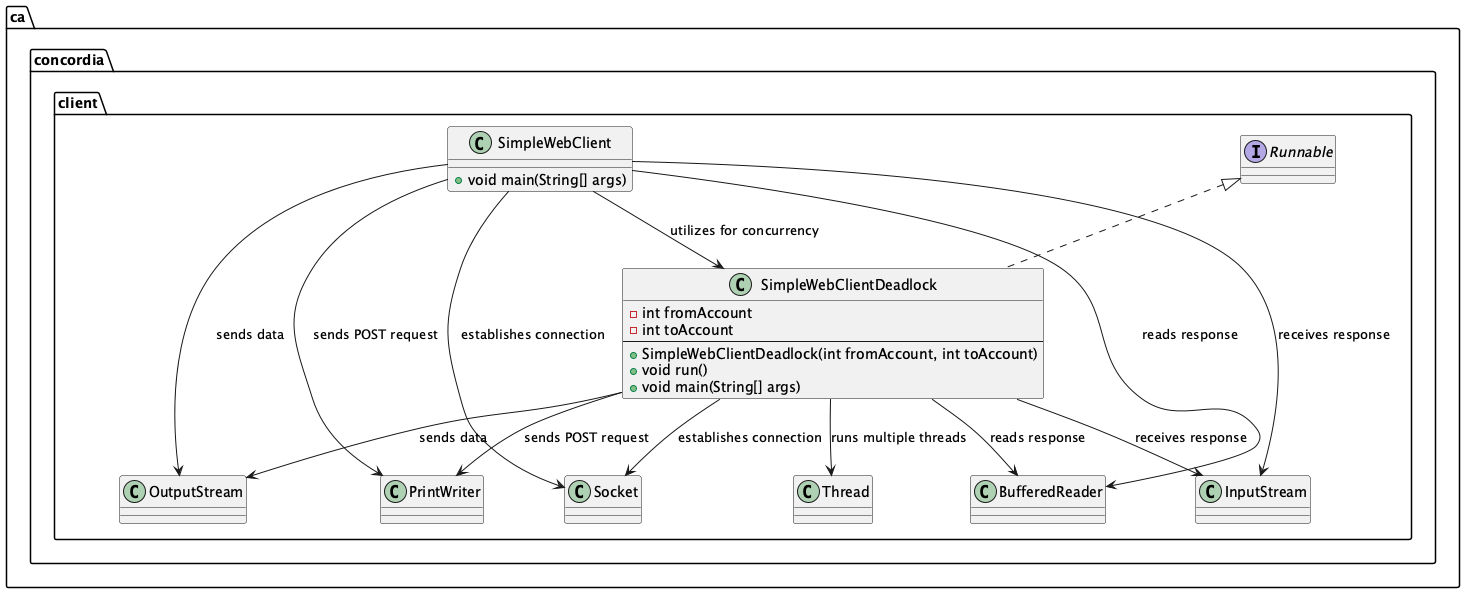 ca
concordia
client
C SimpleWebClient
void main(String[] args)
I Runnable
utilizes for concurrency
C SimpleWebClientDeadlock
int fromAccount
int toAccount
SimpleWebClientDeadlock(int fromAccount, int toAccount)
void run()
void main(String[] args)
sends data
sends POST request
establishes connection
reads response
receives response
sends data
sends POST request
establishes connection
runs multiple threads
reads response
receives response
C OutputStream
C PrintWriter
C Socket
C Thread
C BufferedReader
C InputStream